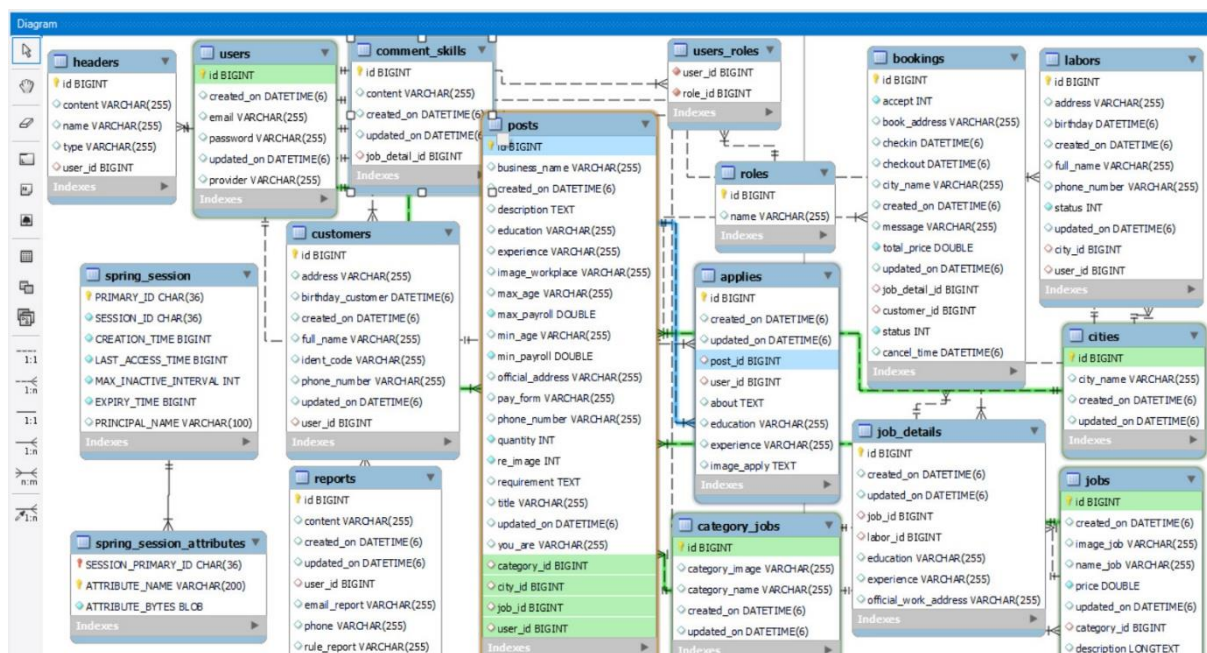 Diagram
headers
id BIGINT
content VARCHAR(255)
name VARCHAR(255)
type VARCHAR(255)
user_id BIGINT
Indexes
users
id BIGINT
created_on DATETIME(6)
email VARCHAR(255)
password VARCHAR(255)
updated_on DATETIME(6)
provider VARCHAR(255)
Indexes
comment_skills
id BIGINT
content VARCHAR(255)
created_on DATETIME(6)
updated_on DATETIME(6)
job_detail_id BIGINT
Indexes
users_roles
user_id BIGINT
role_id BIGINT
Indexes
bookings
id BIGINT
accept INT
book_address VARCHAR(255)
checkin DATETIME(6)
checkout DATETIME(6)
city_name VARCHAR(255)
created_on DATETIME(6)
message VARCHAR(255)
total_price DOUBLE
updated_on DATETIME(6)
job_detail_id BIGINT
customer_id BIGINT
status INT
cancel_time DATETIME(6)
Indexes
labors
id BIGINT
address VARCHAR(255)
birthday DATETIME(6)
created_on DATETIME(6)
full_name VARCHAR(255)
phone_number VARCHAR(255)
status INT
updated_on DATETIME(6)
city_id BIGINT
user_id BIGINT
Indexes
posts
id BIGINT
business_name VARCHAR(255)
created_on DATETIME(6)
description TEXT
education VARCHAR(255)
experience VARCHAR(255)
image_workplace VARCHAR(255)
max_age VARCHAR(255)
max_payroll DOUBLE
min_age VARCHAR(255)
min_payroll DOUBLE
official_address VARCHAR(255)
pay_form VARCHAR(255)
phone_number VARCHAR(255)
quantity INT
re_image INT
requirement TEXT
title VARCHAR(255)
updated_on DATETIME(6)
you_are VARCHAR(255)
category_id BIGINT
city_id BIGINT
job_id BIGINT
user_id BIGINT
Indexes
roles
id BIGINT
name VARCHAR(255)
Indexes
customers
id BIGINT
address VARCHAR(255)
birthday_customer DATETIME(6)
created_on DATETIME(6)
full_name VARCHAR(255)
ident_code VARCHAR(255)
phone_number VARCHAR(255)
updated_on DATETIME(6)
user_id BIGINT
Indexes
spring_session
PRIMARY_ID CHAR(36)
SESSION_ID CHAR(36)
CREATION_TIME BIGINT
LAST_ACCESS_TIME BIGINT
MAX_INACTIVE_INTERVAL INT
EXPIRY_TIME BIGINT
PRINCIPAL_NAME VARCHAR(100)
Indexes
applies
id BIGINT
created_on DATETIME(6)
updated_on DATETIME(6)
post_id BIGINT
user_id BIGINT
about TEXT
education VARCHAR(255)
experience VARCHAR(255)
image_apply TEXT
Indexes
cities
id BIGINT
city_name VARCHAR(255)
created_on DATETIME(6)
updated_on DATETIME(6)
Indexes
job_details
id BIGINT
created_on DATETIME(6)
updated_on DATETIME(6)
job_id BIGINT
labor_id BIGINT
education VARCHAR(255)
experience VARCHAR(255)
official_work_address VARCHAR(255)
Indexes
reports
id BIGINT
content VARCHAR(255)
created_on DATETIME(6)
updated_on DATETIME(6)
user_id BIGINT
email_report VARCHAR(255)
phone VARCHAR(255)
rule_report VARCHAR(255)
jobs
id BIGINT
created_on DATETIME(6)
image_job VARCHAR(255)
name_job VARCHAR(255)
price DOUBLE
updated_on DATETIME(6)
category_id BIGINT
description LONGTEXT
category_jobs
id BIGINT
category_image VARCHAR(255)
category_name VARCHAR(255)
created_on DATETIME(6)
updated_on DATETIME(6)
Indexes
spring_session_attributes
SESSION_PRIMARY_ID CHAR(36)
ATTRIBUTE_NAME VARCHAR(200)
ATTRIBUTE_BYTES BLOB
Indexes
1:1
1:n
1:1
1:n
n:m
1:n